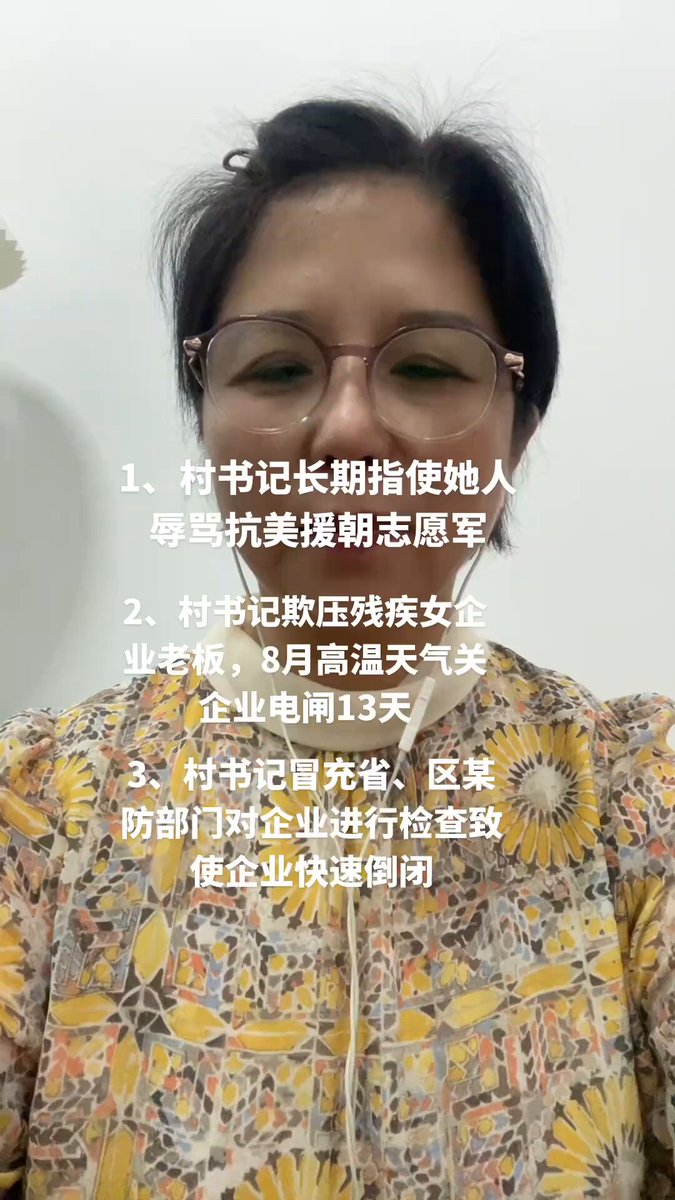 1、村书记长期指使她人
辱骂抗美援朝志愿军
2、村书记欺压残疾女企
业老板，8月高温天气关
企业电闸13天
3、村书记冒充省、区某
防部门对企业进行检查致
使企业快速倒闭